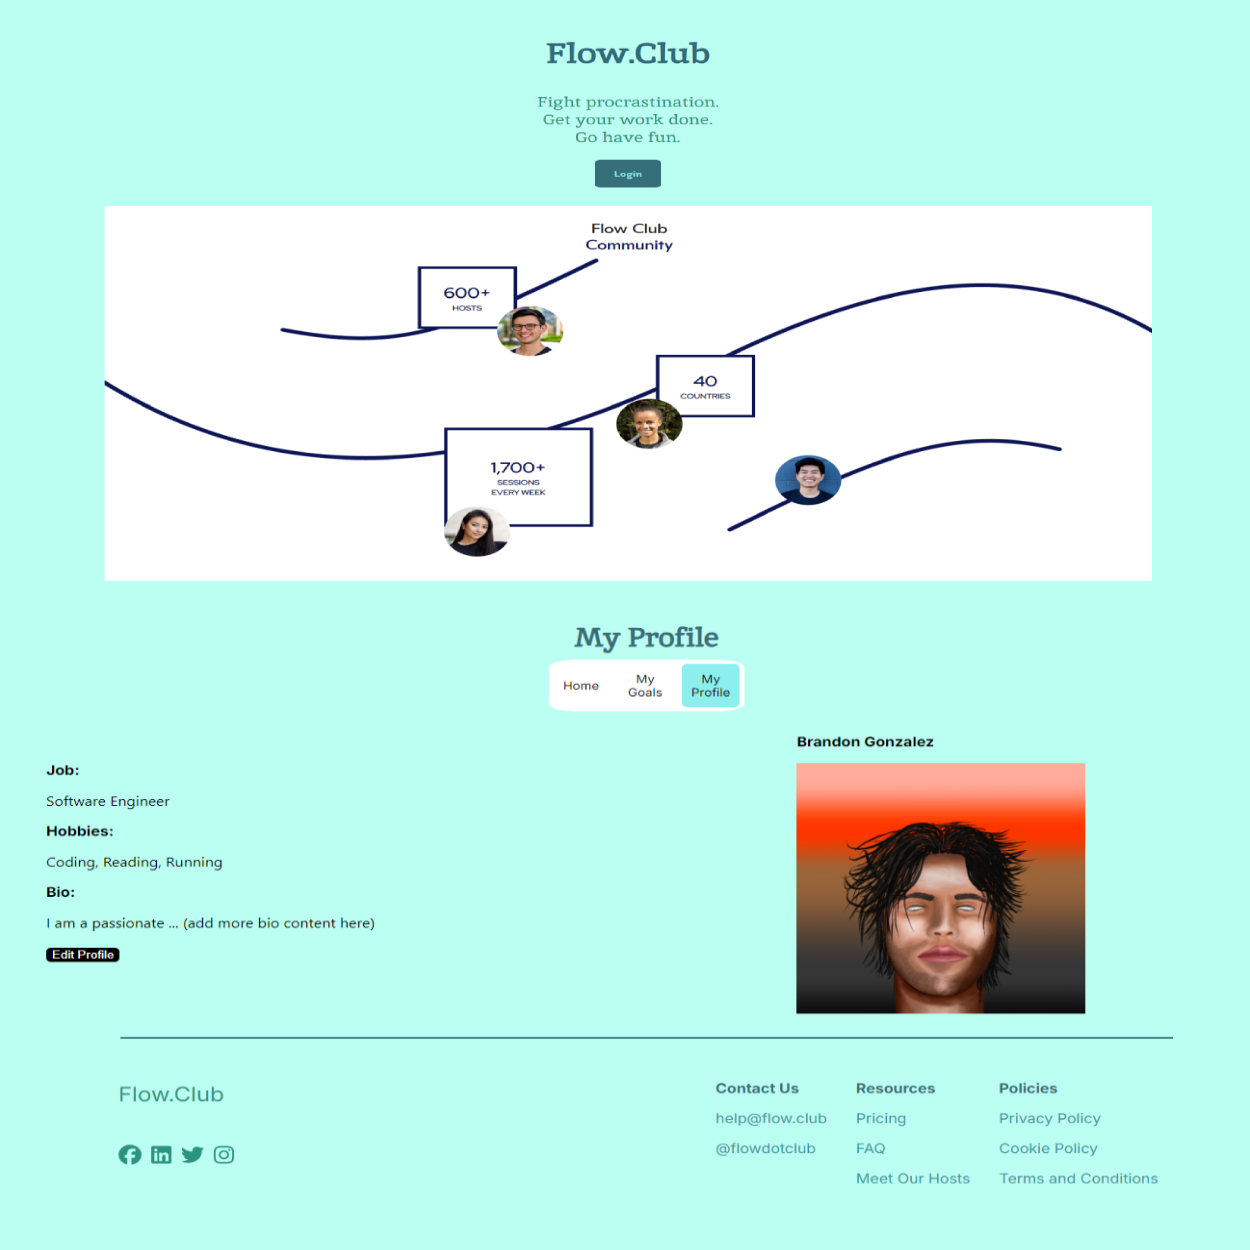 Flow.Club
Fight procrastination.
Get your work done.
Go have fun.
Login
Flow Club
Community
600+
HOSTS
40
COUNTRIES
1,700+
SESSIONS
EVERY WEEK
My Profile
Home
My
Goals
My
Profile
Brandon Gonzalez
Job:
Software Engineer
Hobbies:
Coding, Reading, Running
Bio:
I am a passionate ... (add more bio content here)
Edit Profile
Flow.Club
Contact Us
help@flow.club
@flowdotclub
Resources
Pricing
FAQ
Meet Our Hosts
Policies
Privacy Policy
Cookie Policy
Terms and Conditions